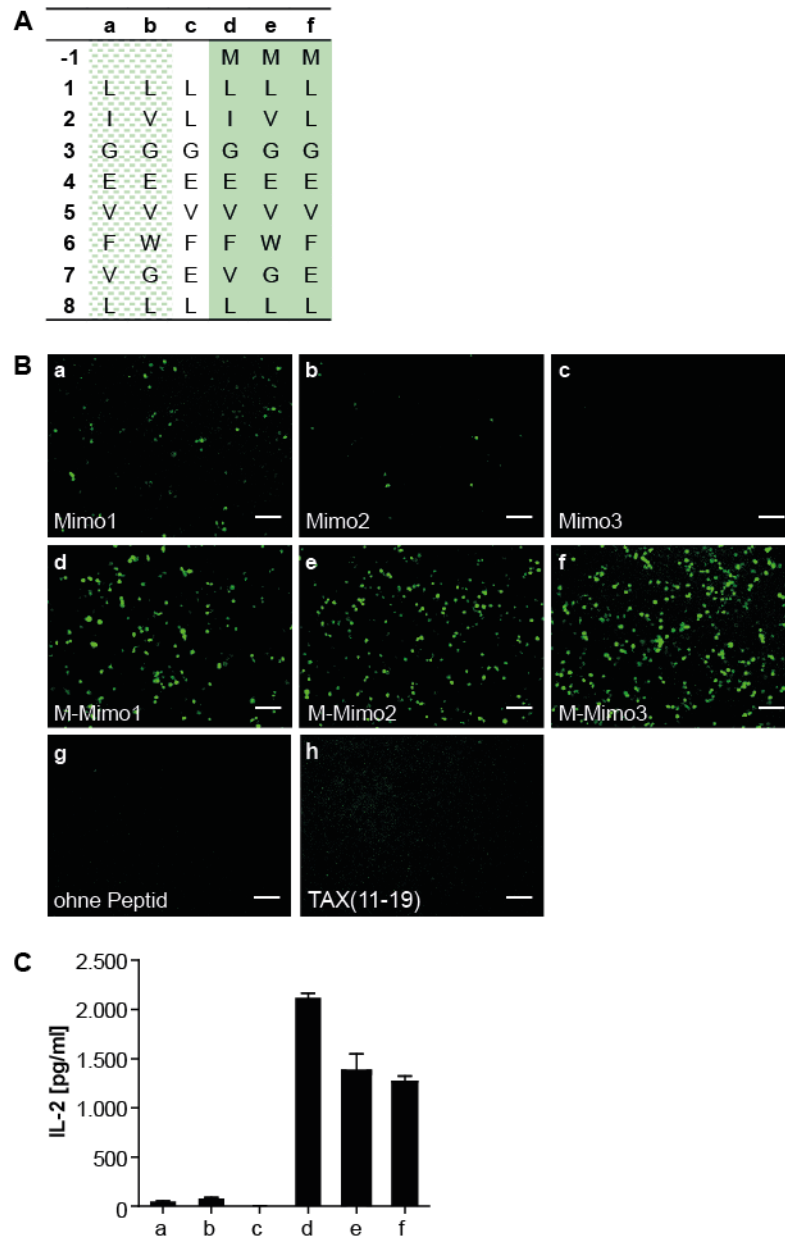 A
a b c d e f
-1 M M M
1 L L L L L L
2 I V L I V L
3 G G G G G G
4 E E E E E E
5 V V V V V V
6 F W F F W F
7 V G E V G E
8 L L L L L L
B
a b c
Mimo1 Mimo2 Mimo3
d e f
M-Mimo1 M-Mimo2 M-Mimo3
g h
ohne Peptid TAX(11-19)
C
IL-2 [pg/ml]
2.500
2.000
1.500
1.000
500
0
a b c d e f